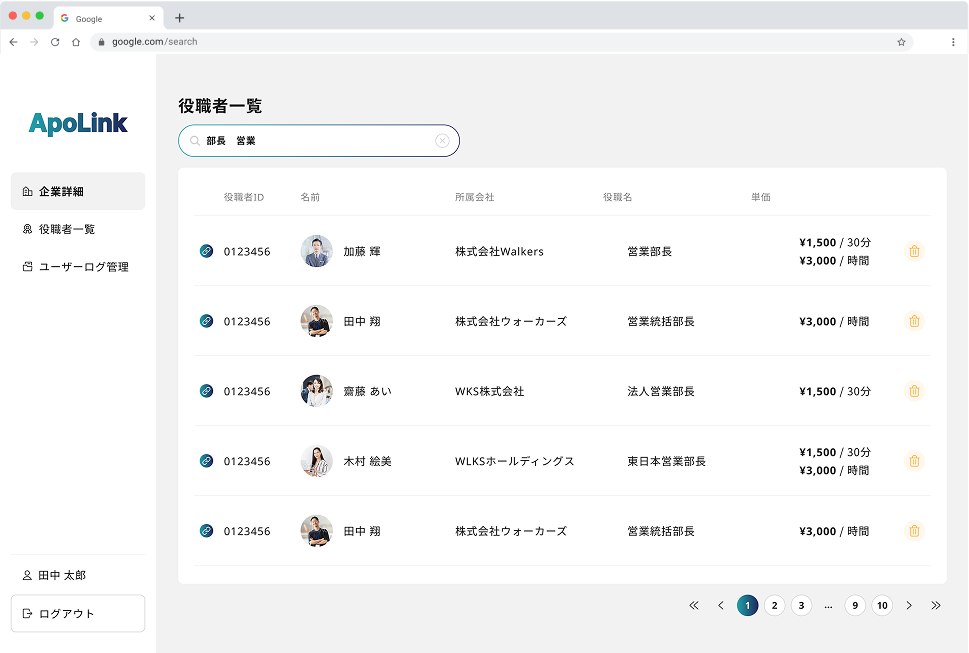 Google
google.com/search
ApoLink
企業詳細
役職者一覧
ユーザーログ管理
田中 太郎
ログアウト
役職者一覧
部長　営業
役職者ID 名前 所属会社 役職名 単価
0123456 加藤 輝 株式会社Walkers 営業部長 ¥1,500 / 30分
¥3,000 / 時間
0123456 田中 翔 株式会社ウォーカーズ 営業統括部長 ¥3,000 / 時間
0123456 齋藤 あい WKS株式会社 法人営業部長 ¥1,500 / 30分
0123456 木村 絵美 WLKSホールディングス 東日本営業部長 ¥1,500 / 30分
¥3,000 / 時間
0123456 田中 翔 株式会社ウォーカーズ 営業統括部長 ¥3,000 / 時間
1 2 3 ... 9 10